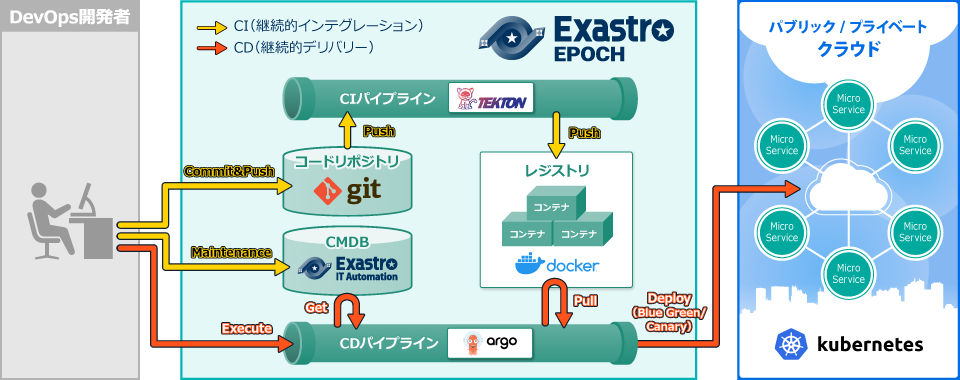 DevOps開発者
CI(継続的インテグレーション)
CD(継続的デリバリー)
Exastro
EPOCH
パブリック / プライベート
クラウド
CIパイプライン
TEKTON
Push
Push
コードリポジトリ
git
Commit&Push
レジストリ
コンテナ
コンテナ
コンテナ
docker
CMDB
Exastro
IT Automation
Maintenance
Get
Pull
Execute
CDパイプライン
argo
Deploy
(Blue Green/
Canary)
Micro
Service
Micro
Service
Micro
Service
Micro
Service
Micro
Service
Micro
Service
kubernetes